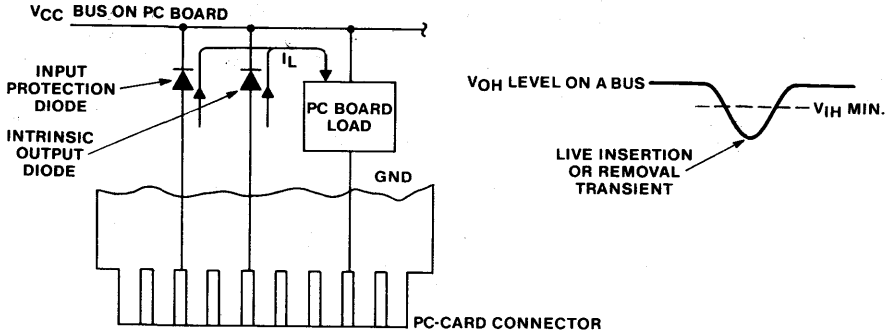 VCC BUS ON PC BOARD
INPUT
PROTECTION
DIODE
INTRINSIC
OUTPUT
DIODE
IL
PC BOARD
LOAD
GND
PC-CARD CONNECTOR
VOH LEVEL ON A BUS
VIH MIN.
LIVE INSERTION
OR REMOVAL
TRANSIENT